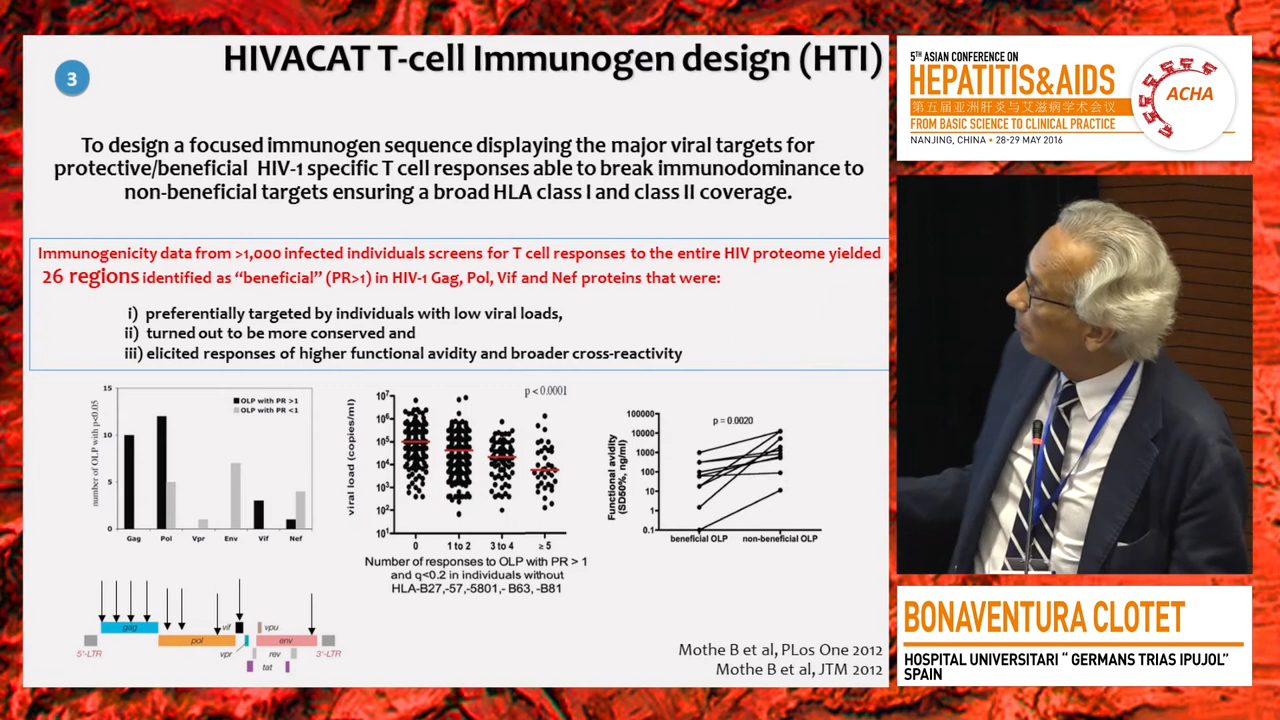 HIVACAT T-cell Immunogen design (HTI)
3
To design a focused immunogen sequence displaying the major viral targets for
protective/beneficial HIV-1 specific T cell responses able to break immunodominance to
non-beneficial targets ensuring a broad HLA class I and class II coverage.
Immunogenicity data from >1,000 infected individuals screens for T cell responses to the entire HIV proteome yielded
26 regions identified as “beneficial” (PR>1) in HIV-1 Gag, Pol, Vif and Nef proteins that were:
i) preferentially targeted by individuals with low viral loads,
ii) turned out to be more conserved and
iii) elicited responses of higher functional avidity and broader cross-reactivity
number of OLP with p<0.05
15
10
5
0
OLP with PR >1
OLP with PR <1
Gag Pol Vpr Env Vif Nef
viral load (copies/ml)
10⁷
10⁶
10⁵
10⁴
10³
10²
10¹
p < 0.0001
0 1 to 2 3 to 4 ≥ 5
Number of responses to OLP with PR > 1
and q<0.2 in individuals without
HLA-B27,-57,-5801,- B63, -B81
Functional avidity
(SD50%, ng/ml)
100000
10000
1000
100
10
1
0.1
p = 0.0020
beneficial OLP non-beneficial OLP
gag vif vpu
pol env
5'-LTR vpr rev 3'-LTR
tat
Mothe B et al, PLos One 2012
Mothe B et al, JTM 2012
5TH ASIAN CONFERENCE ON
HEPATITIS&AIDS
第五届亚洲肝炎与艾滋病学术会议
FROM BASIC SCIENCE TO CLINICAL PRACTICE
NANJING, CHINA • 28-29 MAY 2016
ACHA
BONAVENTURA CLOTET
HOSPITAL UNIVERSITARI “ GERMANS TRIAS IPUJOL”
SPAIN